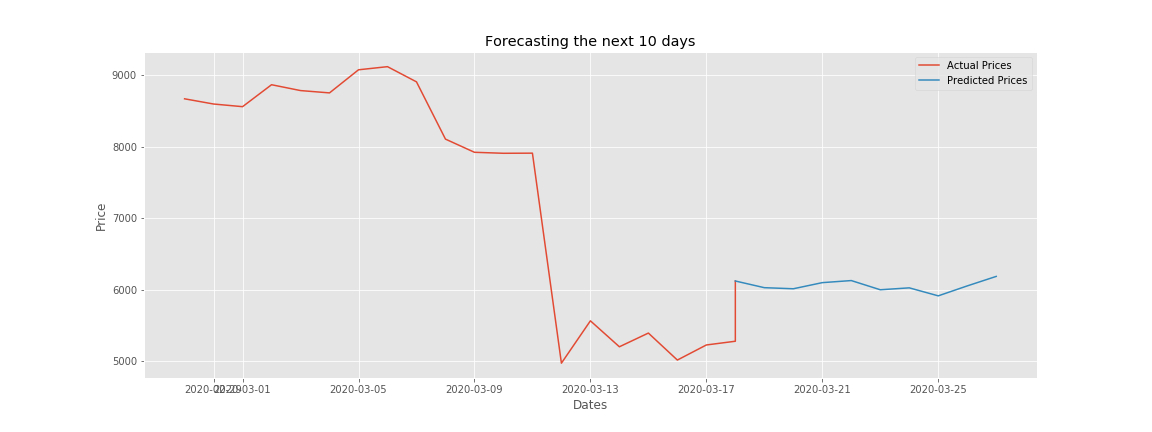 Forecasting the next 10 days
Actual Prices
Predicted Prices
9000
8000
7000
6000
5000
Price
2020-03-01
2020-03-05
2020-03-09
2020-03-13
2020-03-17
2020-03-21
2020-03-25
Dates